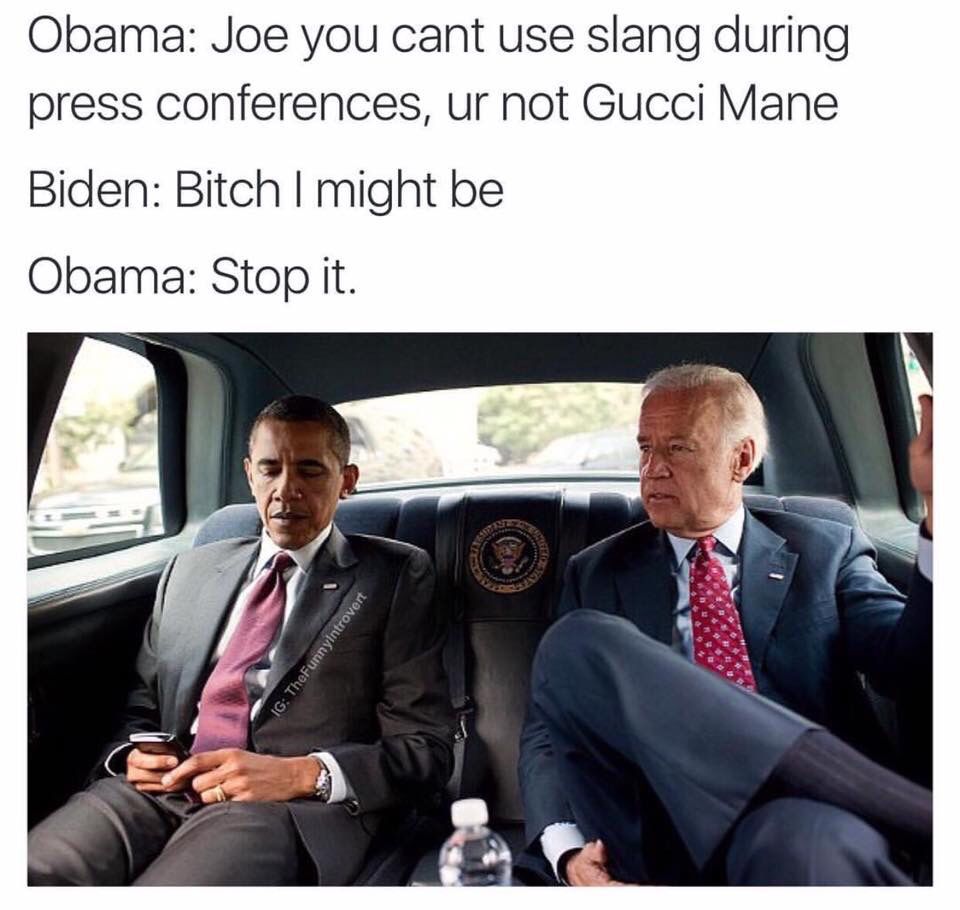 Obama: Joe you cant use slang during
press conferences, ur not Gucci Mane
Biden: Bitch I might be
Obama: Stop it.
IG: TheFunnyIntrovert